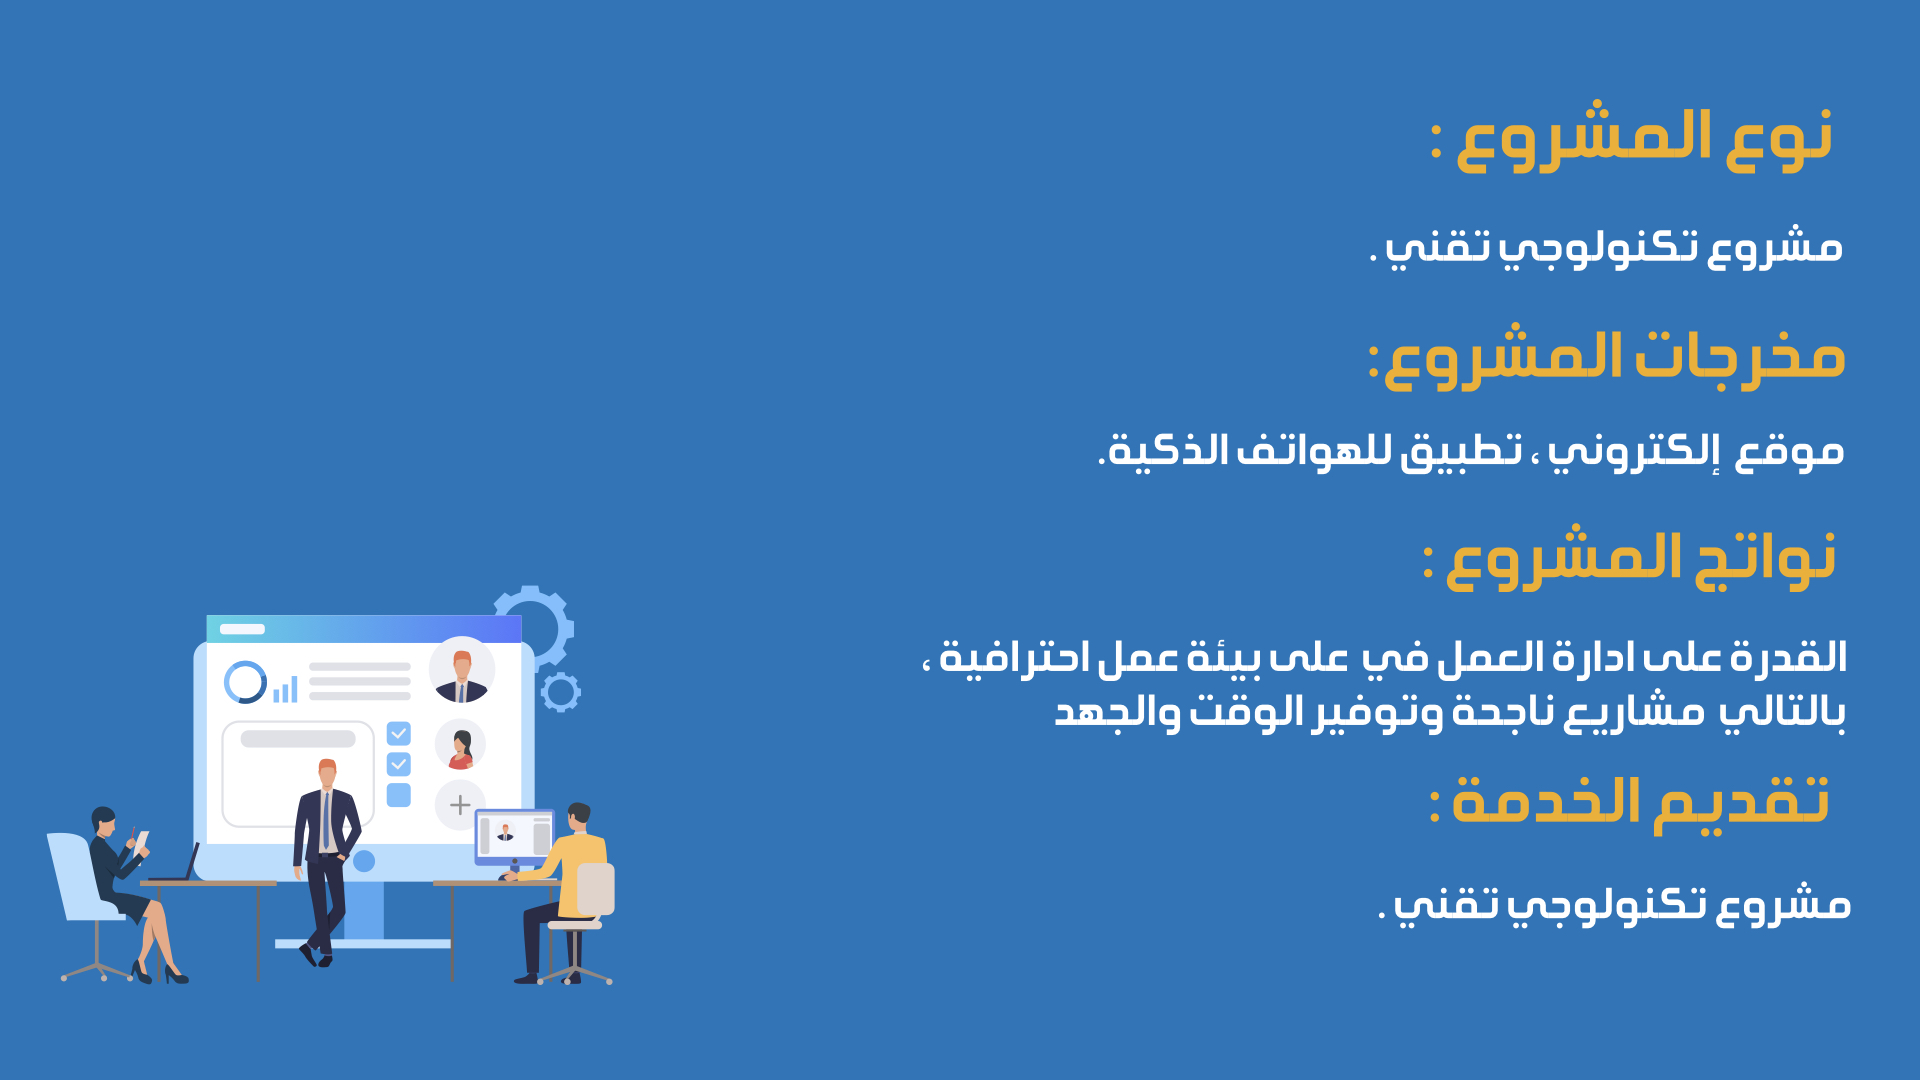 نوع المشروع :
مشروع تكنولوجي تقني .
مخرجات المشروع:
موقع إلكتروني ، تطبيق للهواتف الذكية.
نواتج المشروع :
القدرة على ادارة العمل في على بيئة عمل احترافية ،
بالتالي مشاريع ناجحة وتوفير الوقت والجهد
تقديم الخدمة :
مشروع تكنولوجي تقني .